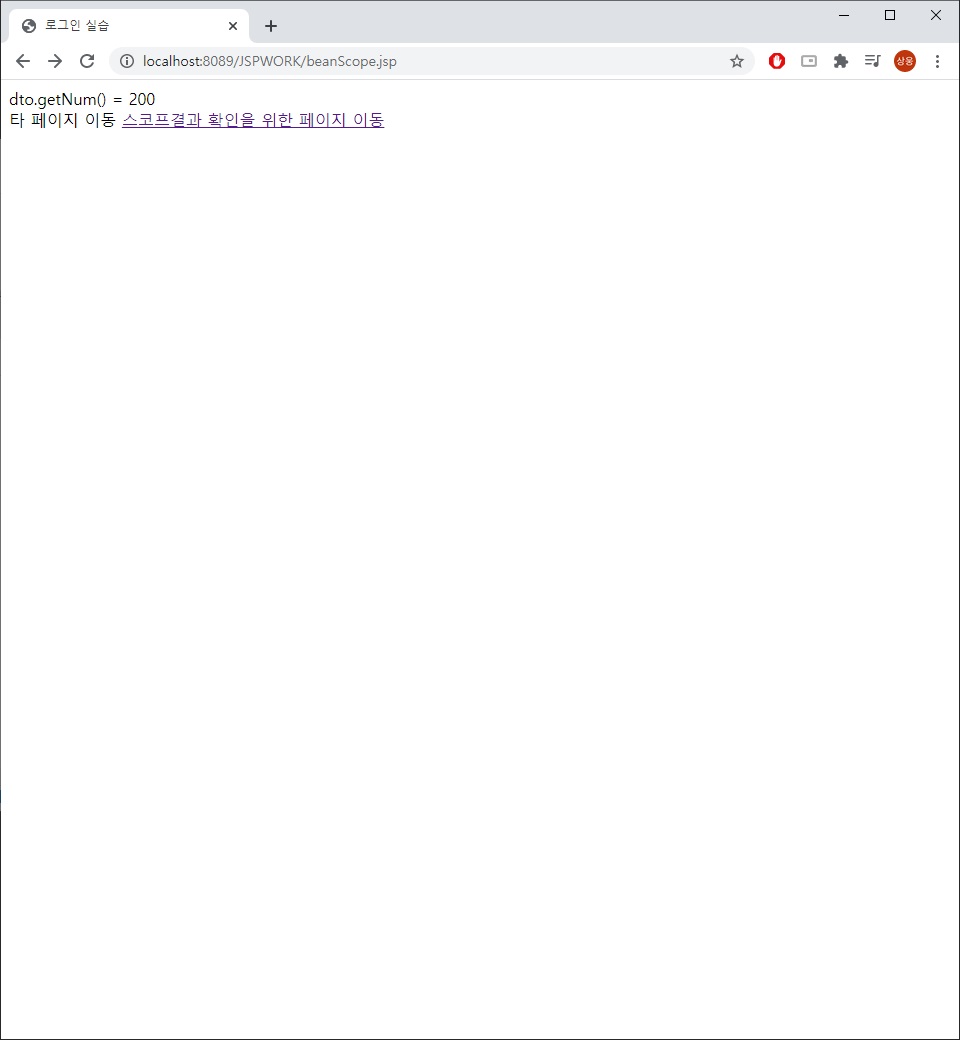 로그인 실습
localhost:8089/JSPWORK/beanScope.jsp
상웅
dto.getNum() = 200
타 페이지 이동 스코프결과 확인을 위한 페이지 이동